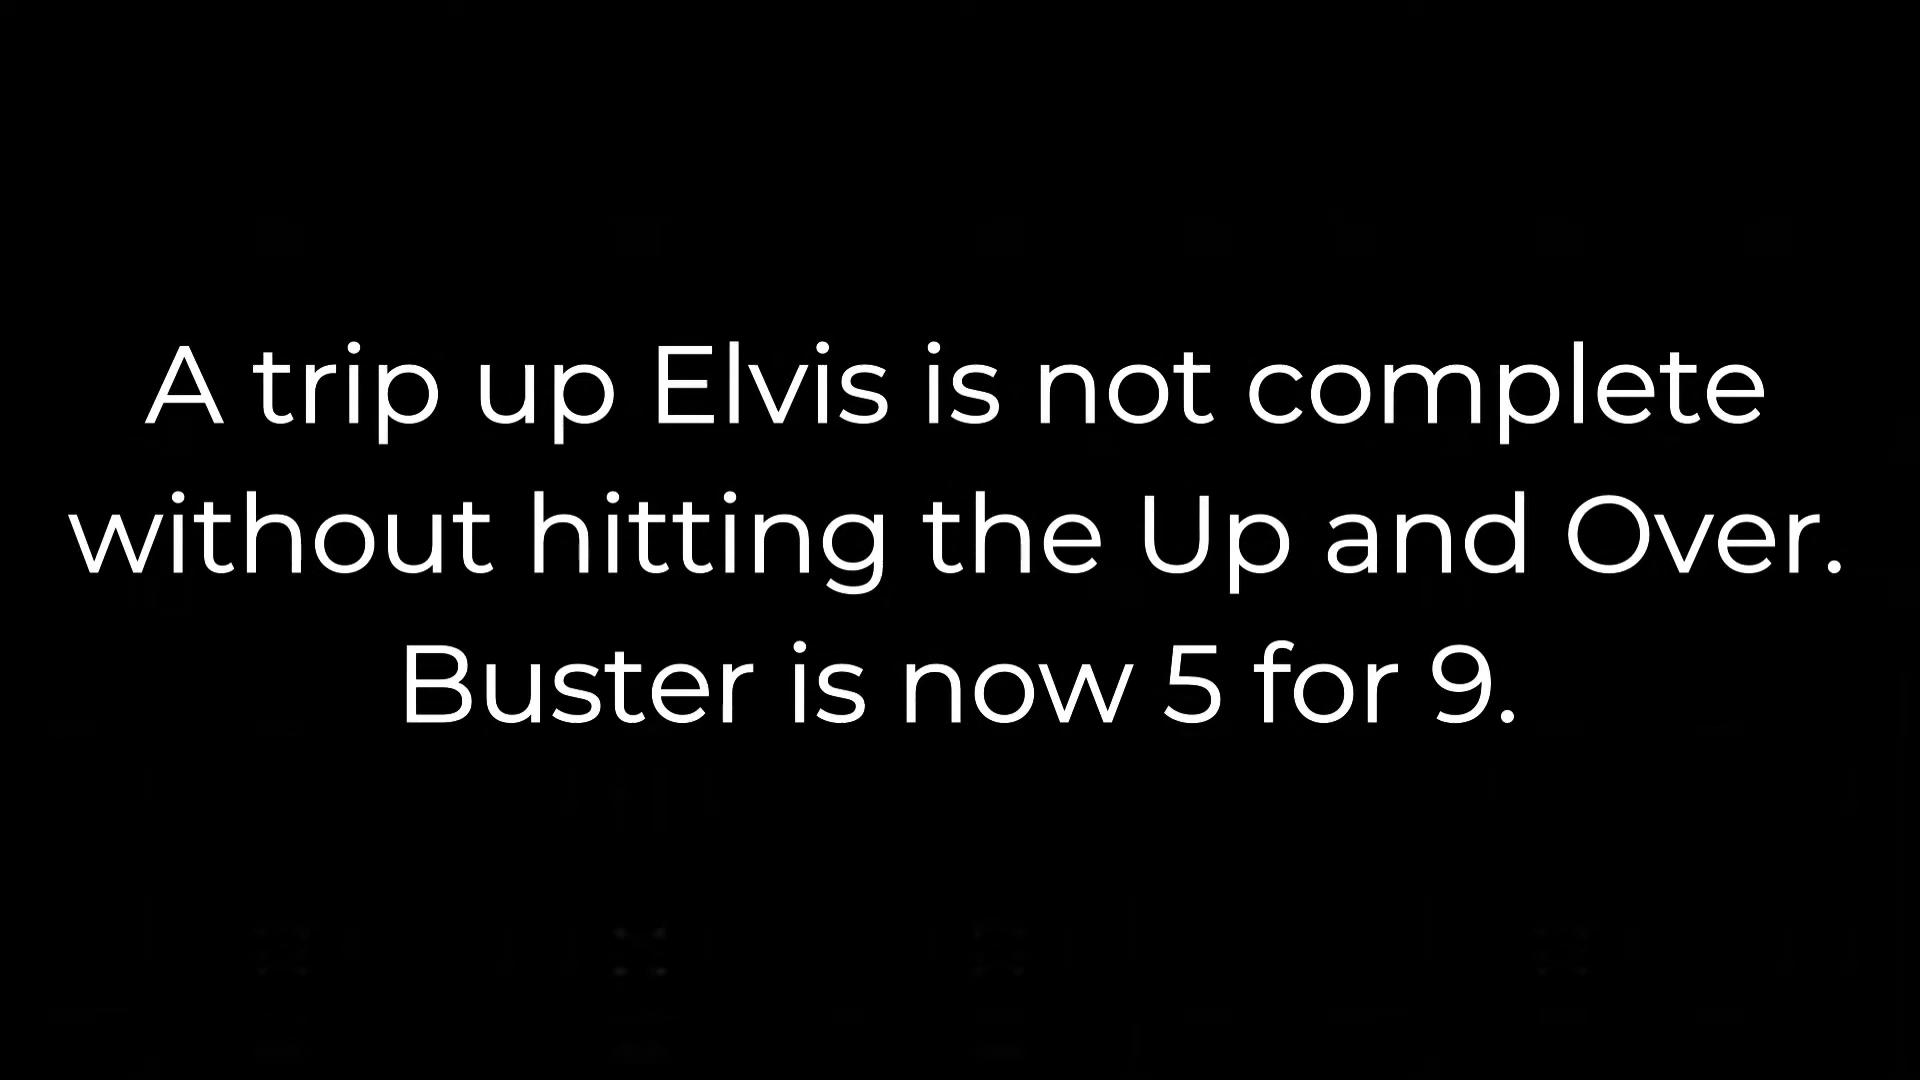 A trip up Elvis is not complete
without hitting the Up and Over.
Buster is now 5 for 9.